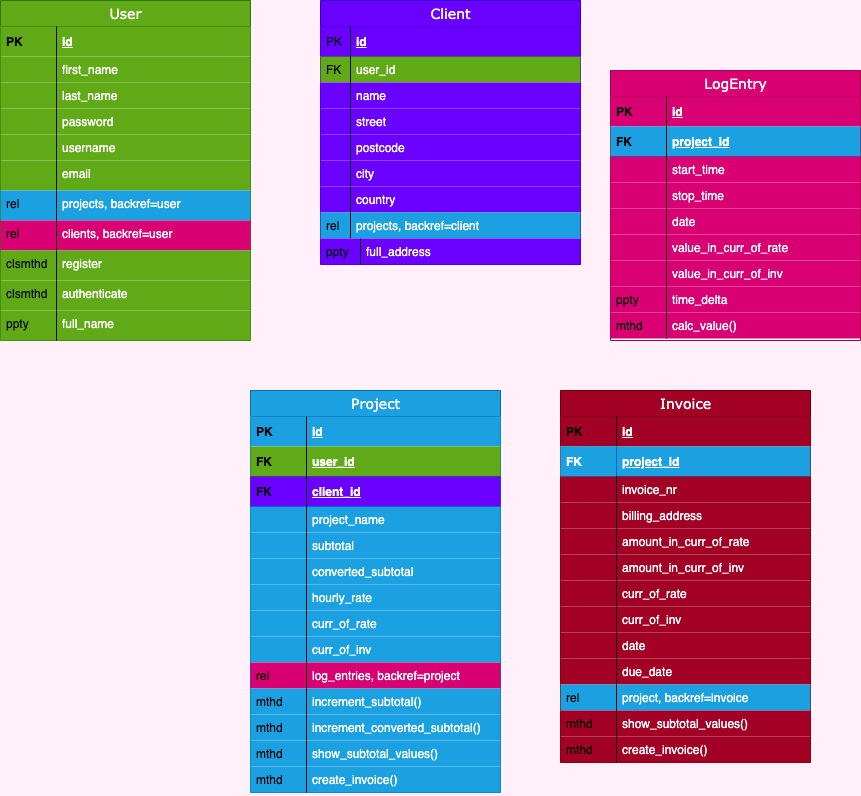 User
PK id
first_name
last_name
password
username
email
rel projects, backref=user
rel clients, backref=user
clsmthd register
clsmthd authenticate
ppty full_name
Client
PK id
FK user_id
name
street
postcode
city
country
rel projects, backref=client
ppty full_address
LogEntry
PK id
FK project_id
start_time
stop_time
date
value_in_curr_of_rate
value_in_curr_of_inv
ppty time_delta
mthd calc_value()
Project
PK id
FK user_id
FK client_id
project_name
subtotal
converted_subtotal
hourly_rate
curr_of_rate
curr_of_inv
rel log_entries, backref=project
mthd increment_subtotal()
mthd increment_converted_subtotal()
mthd show_subtotal_values()
mthd create_invoice()
Invoice
PK id
FK project_id
invoice_nr
billing_address
amount_in_curr_of_rate
amount_in_curr_of_inv
curr_of_rate
curr_of_inv
date
due_date
rel project, backref=invoice
mthd show_subtotal_values()
mthd create_invoice()